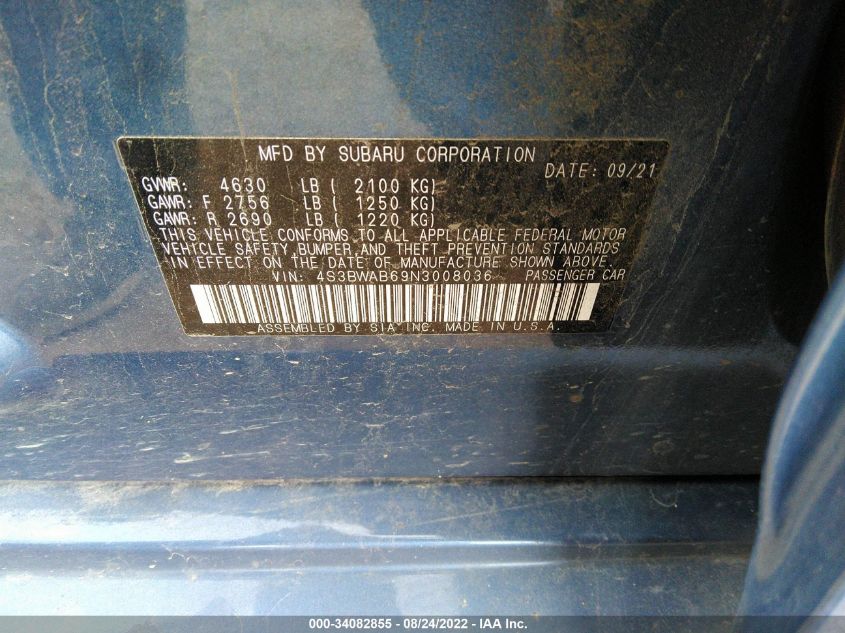 MFD BY SUBARU CORPORATION
DATE: 09/21
GVWR: 4630 LB ( 2100 KG)
GAWR: F 2756 LB ( 1250 KG)
GAWR: R 2690 LB ( 1220 KG)
THIS VEHICLE CONFORMS TO ALL APPLICABLE FEDERAL MOTOR
VEHICLE SAFETY, BUMPER, AND THEFT PREVENTION STANDARDS
IN EFFECT ON THE DATE OF MANUFACTURE SHOWN ABOVE.
VIN: 4S3BWAB69N3008036 PASSENGER CAR
ASSEMBLED BY SIA INC. MADE IN U.S.A.
000-34082855 - 08/24/2022 - IAA Inc.